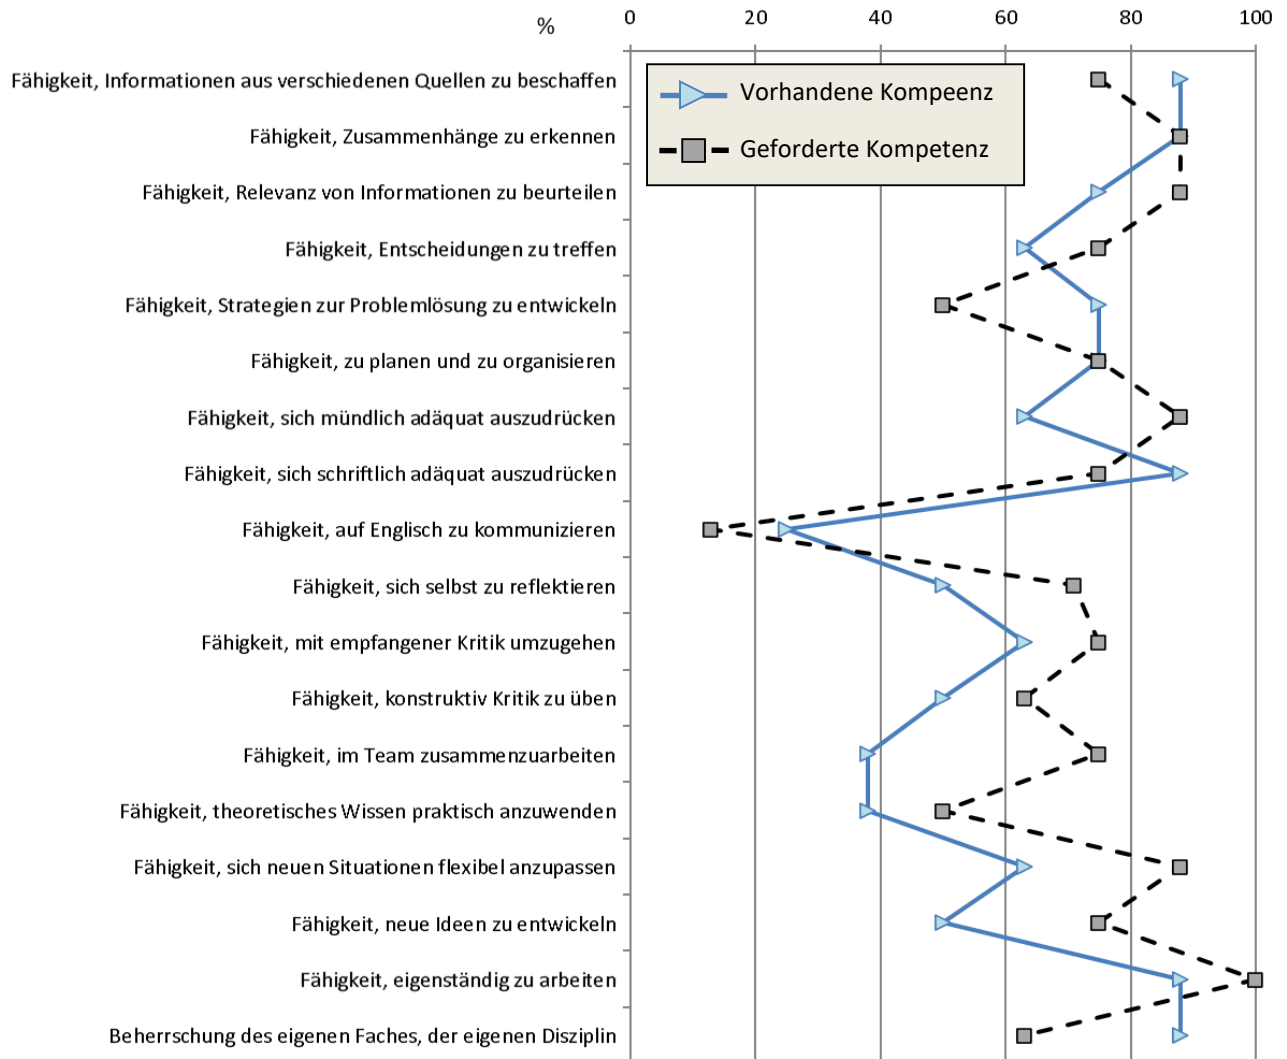 % 0 20 40 60 80 100
Fähigkeit, Informationen aus verschiedenen Quellen zu beschaffen
Vorhandene Kompeenz
Fähigkeit, Zusammenhänge zu erkennen
Geforderte Kompetenz
Fähigkeit, Relevanz von Informationen zu beurteilen
Fähigkeit, Entscheidungen zu treffen
Fähigkeit, Strategien zur Problemlösung zu entwickeln
Fähigkeit, zu planen und zu organisieren
Fähigkeit, sich mündlich adäquat auszudrücken
Fähigkeit, sich schriftlich adäquat auszudrücken
Fähigkeit, auf Englisch zu kommunizieren
Fähigkeit, sich selbst zu reflektieren
Fähigkeit, mit empfangener Kritik umzugehen
Fähigkeit, konstruktiv Kritik zu üben
Fähigkeit, im Team zusammenzuarbeiten
Fähigkeit, theoretisches Wissen praktisch anzuwenden
Fähigkeit, sich neuen Situationen flexibel anzupassen
Fähigkeit, neue Ideen zu entwickeln
Fähigkeit, eigenständig zu arbeiten
Beherrschung des eigenen Faches, der eigenen Disziplin